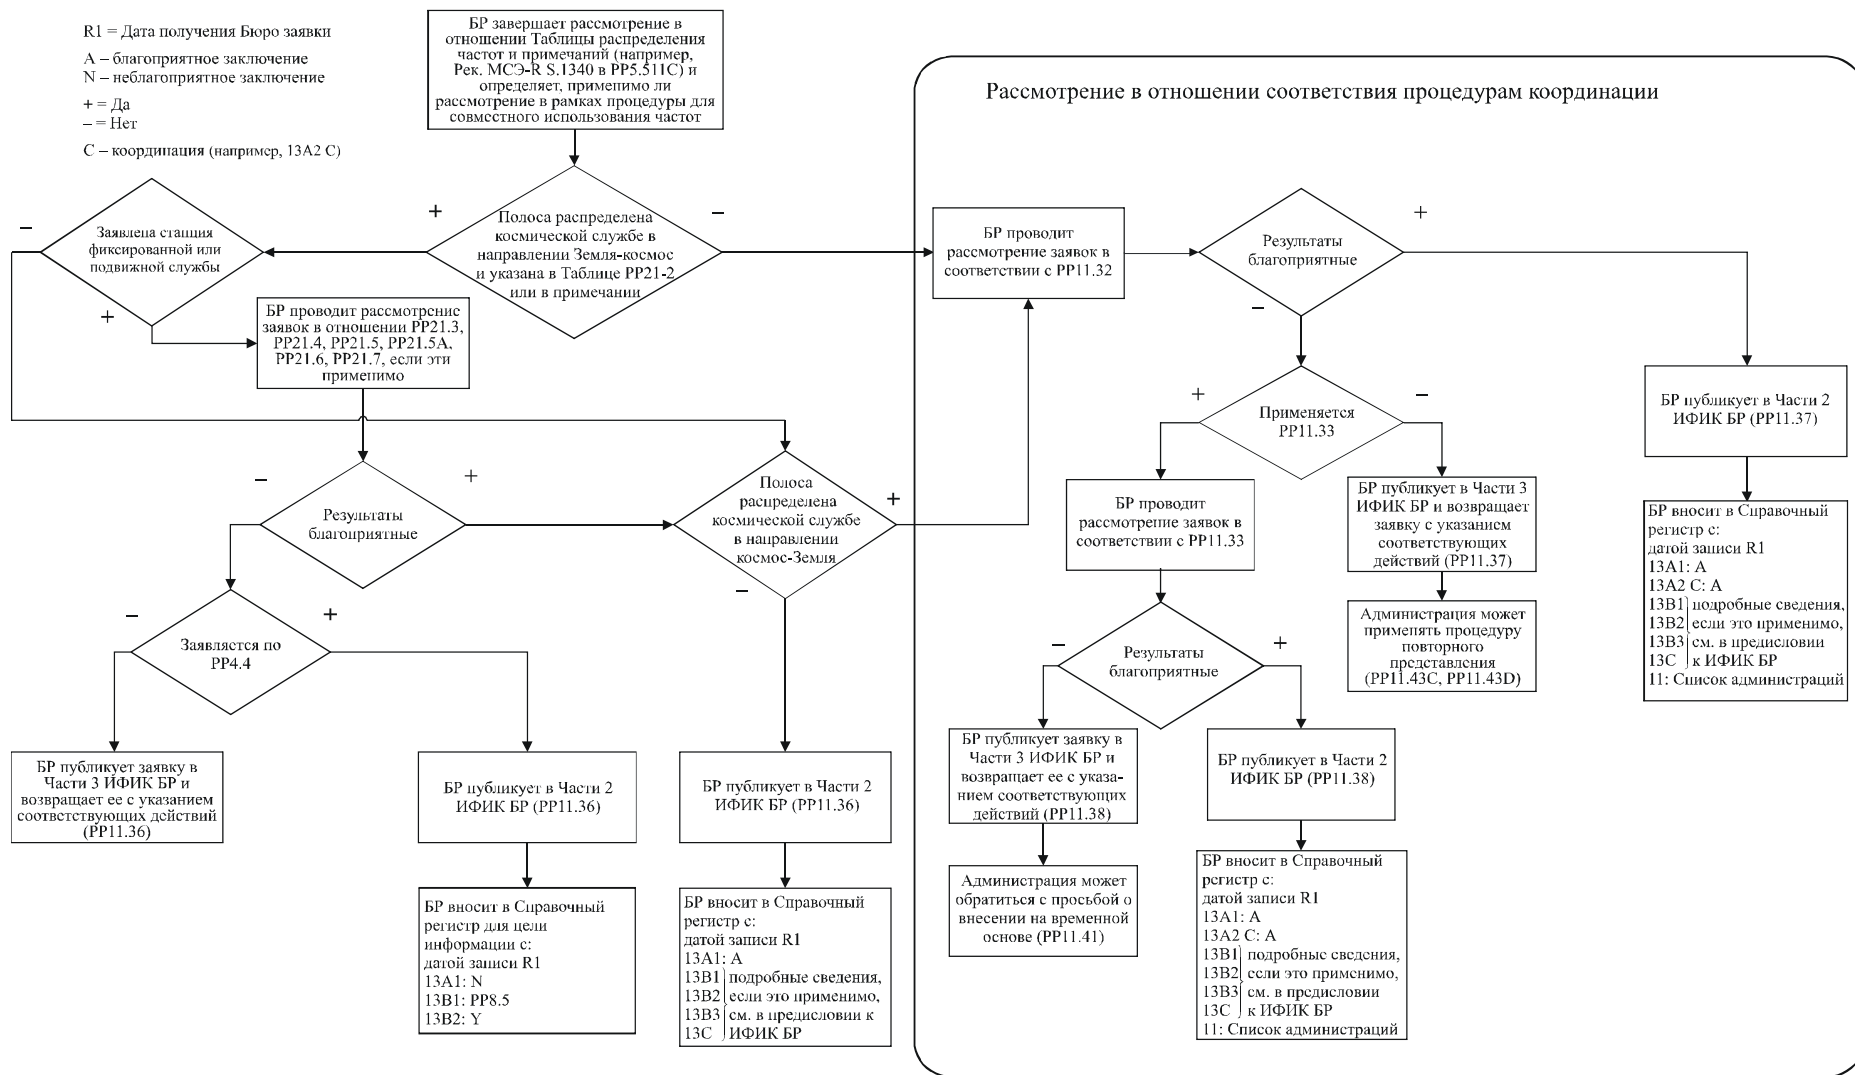 R1 = Дата получения Бюро заявки
A – благоприятное заключение
N – неблагоприятное заключение
+ = Да
– = Нет
C – координация (например, 13A2 C)
БР завершает рассмотрение в
отношении Таблицы распределения
частот и примечаний (например,
Рек. МСЭ-R S.1340 в РР5.511С) и
определяет, применимо ли
рассмотрение в рамках процедуры для
совместного использования частот
Рассмотрение в отношении соответствия процедурам координации
–
Заявлена станция
фиксированной или
подвижной службы
+
+
Полоса распределена
космической службе в
направлении Земля-космос
и указана в Таблице РР21-2
или в примечании
–
БР проводит
рассмотрение заявок в
соответствии с РР11.32
Результаты
благоприятные
+
–
БР проводит рассмотрение
заявок в отношении РР21.3,
РР21.4, РР21.5, РР21.5А,
РР21.6, РР21.7, если эти
применимо
+
Применяется
РР11.33
–
БР публикует в Части 2
ИФИК БР (РР11.37)
–
Результаты
благоприятные
+
Полоса
распределена
космической службе
в направлении
космос-Земля
+
–
БР проводит
рассмотрение заявок в
соответствии с РР11.33
БР публикует в Части 3
ИФИК БР и возвращает
заявку с указанием
соответствующих
действий (РР11.37)
БР вносит в Справочный
регистр с:
датой записи R1
13A1: A
13A2 C: A
13B1 подробные сведения,
13B2 если это применимо,
13B3 см. в предисловии
13C к ИФИК БР
11: Список администраций
–
Заявляется по
РР4.4
+
–
Результаты
благоприятные
+
Администрация может
применять процедуру
повторного
представления
(РР11.43С, РР11.43D)
БР публикует заявку в
Части 3 ИФИК БР и
возвращает ее с указанием
соответствующих действий
(РР11.36)
БР публикует в Части 2
ИФИК БР (РР11.36)
БР публикует в Части 2
ИФИК БР (РР11.36)
БР публикует заявку в
Части 3 ИФИК БР и
возвращает ее с указа-
нием соответствующих
действий (РР11.38)
БР публикует в Части 2
ИФИК БР (РР11.38)
БР вносит в Справочный
регистр для цели
информации с:
датой записи R1
13A1: N
13B1: РР8.5
13B2: Y
БР вносит в Справочный
регистр с:
датой записи R1
13A1: A
13B1 подробные сведения,
13B2 если это применимо,
13B3 см. в предисловии к
13C ИФИК БР
Администрация может
обратиться с просьбой о
внесении на временной
основе (РР11.41)
БР вносит в Справочный
регистр с:
датой записи R1
13A1: A
13A2 C: A
13B1 подробные сведения,
13B2 если это применимо,
13B3 см. в предисловии
13C к ИФИК БР
11: Список администраций